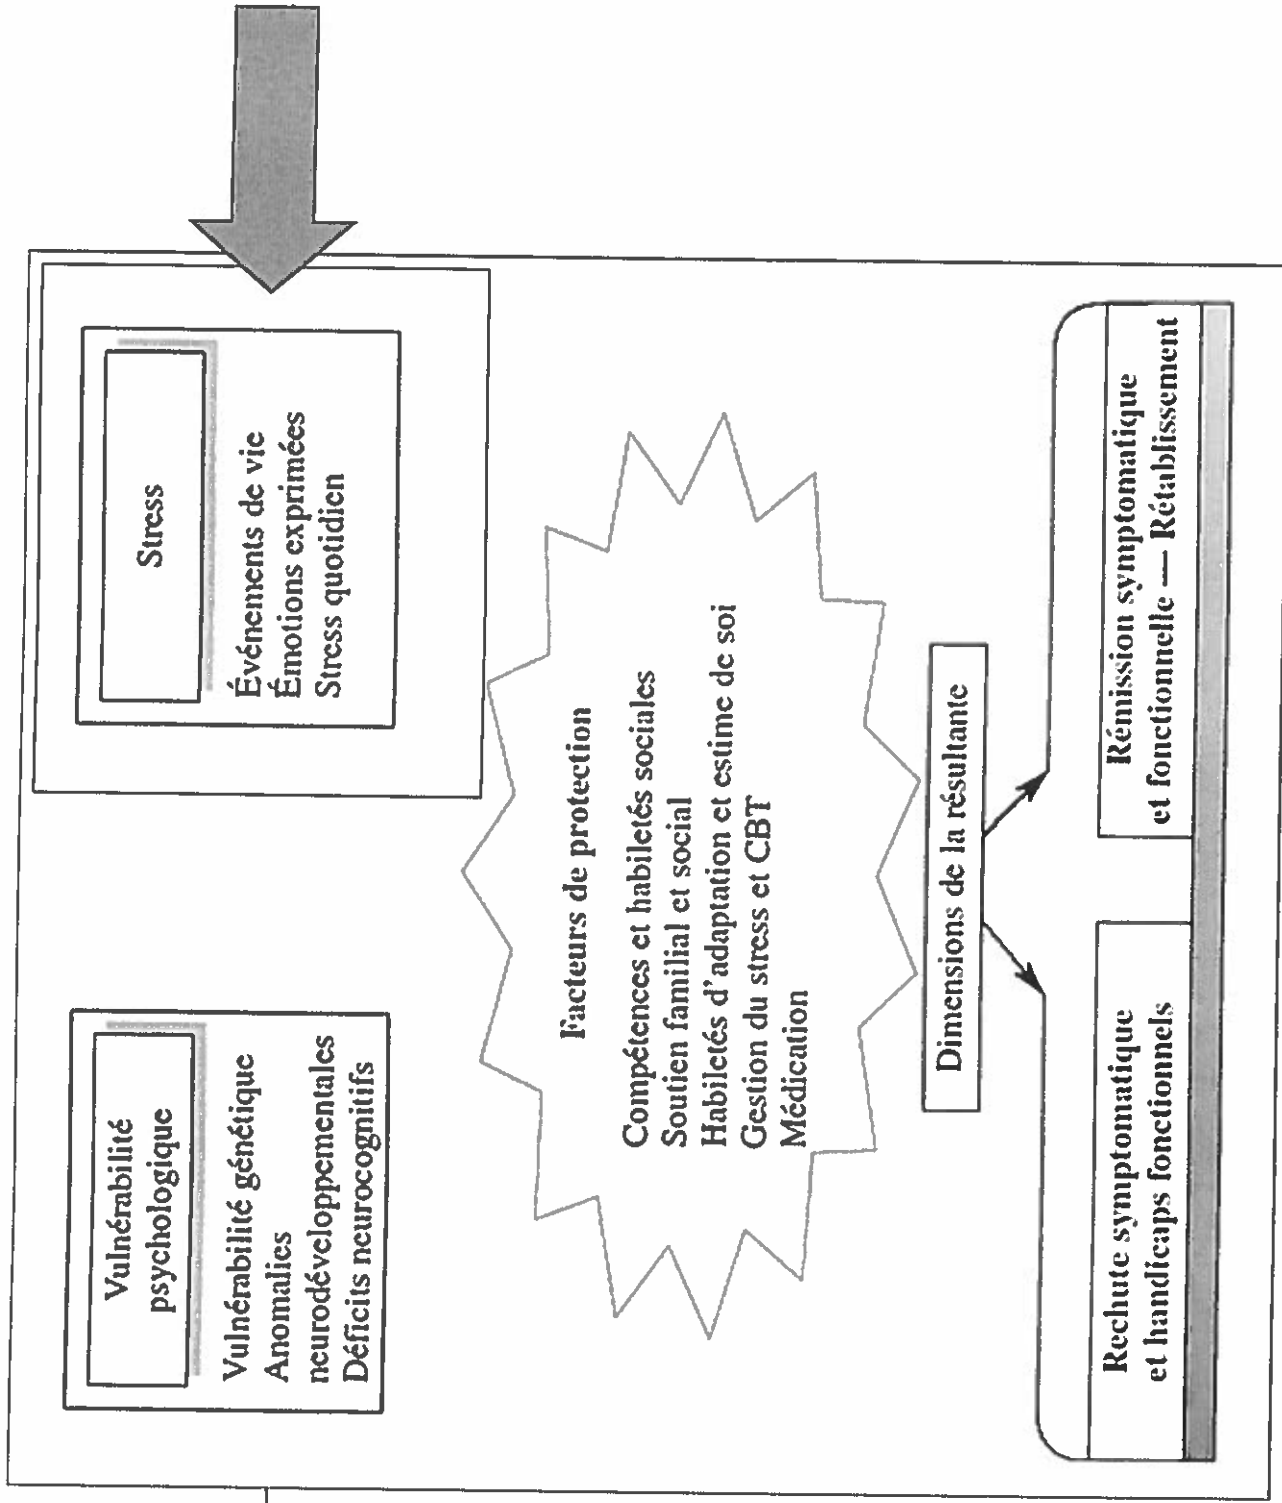 Vulnérabilité
psychologique
Vulnérabilité génétique
Anomalies
neurodéveloppementales
Déficits neurocognitifs
Stress
Événements de vie
Émotions exprimées
Stress quotidien
Facteurs de protection
Compétences et habiletés sociales
Soutien familial et social
Habiletés d'adaptation et estime de soi
Gestion du stress et CBT
Médication
Dimensions de la résultante
Rechute symptomatique
et handicaps fonctionnels
Rémission symptomatique
et fonctionnelle — Rétablissement